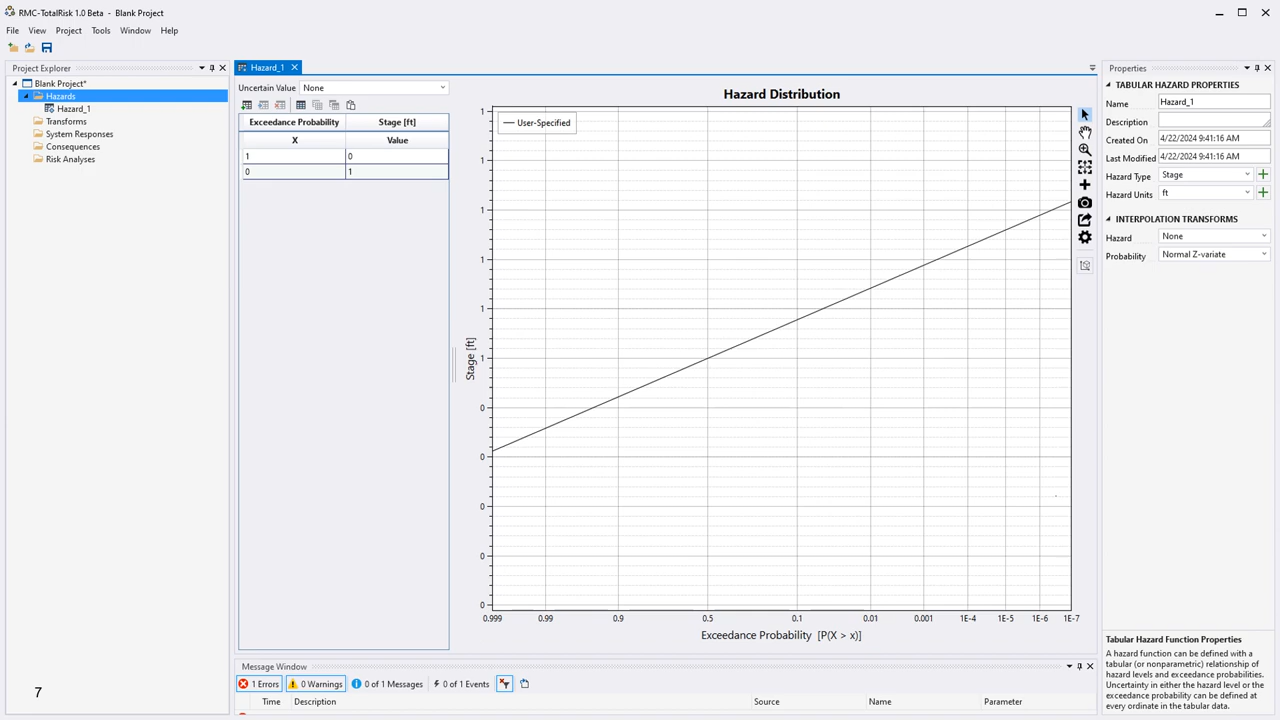 RMC-TotalRisk 1.0 Beta - Blank Project
File View Project Tools Window Help
Project Explorer
Blank Project*
Hazards
Hazard_1
Transforms
System Responses
Consequences
Risk Analyses
7
Hazard_1
Uncertain Value None
Exceedance Probability Stage [ft]
X Value
1 0
0 1
Hazard Distribution
User-Specified
Stage [ft]
1
1
1
1
1
1
0
0
0
0
0
0.999 0.99 0.9 0.5 0.1 0.01 0.001 1E-4 1E-5 1E-6 1E-7
Exceedance Probability [P(X > x)]
Message Window
1 Errors 0 Warnings 0 of 1 Messages 0 of 1 Events
Time Description Source Name Parameter
Properties
TABULAR HAZARD PROPERTIES
Name Hazard_1
Description
Created On 4/22/2024 9:41:16 AM
Last Modified 4/22/2024 9:41:16 AM
Hazard Type Stage
Hazard Units ft
INTERPOLATION TRANSFORMS
Hazard None
Probability Normal Z-variate
Tabular Hazard Function Properties
A hazard function can be defined with a
tabular (or nonparametric) relationship of
hazard levels and exceedance probabilities.
Uncertainty in either the hazard level or the
exceedance probability can be defined at
every ordinate in the tabular data.